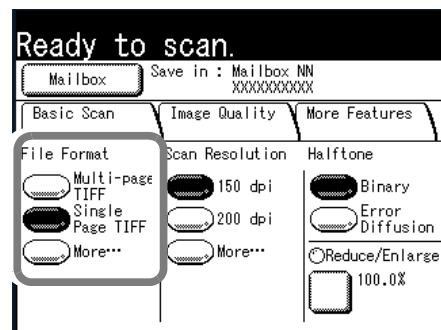 Ready to scan.
Mailbox
Save in : Mailbox NN
XXXXXXXXXX
Basic Scan
Image Quality
More Features
File Format
Multi-page
TIFF
Single
Page TIFF
More…
Scan Resolution
150 dpi
200 dpi
More…
Halftone
Binary
Error
Diffusion
Reduce/Enlarge
100.0%